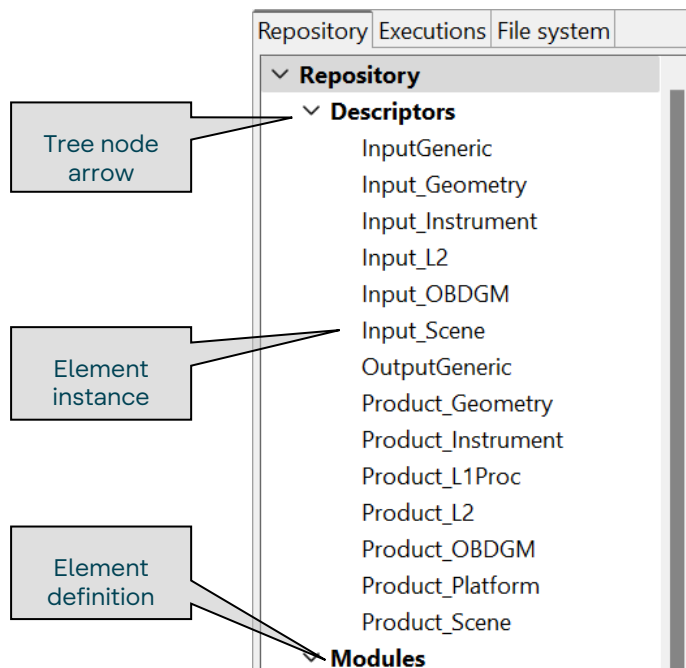 Repository Executions File system
Repository
Descriptors
Tree node
arrow
InputGeneric
Input_Geometry
Input_Instrument
Input_L2
Input_OBDGM
Input_Scene
Element
instance
OutputGeneric
Product_Geometry
Product_Instrument
Product_L1Proc
Product_L2
Product_OBDGM
Element
definition
Product_Platform
Product_Scene
Modules